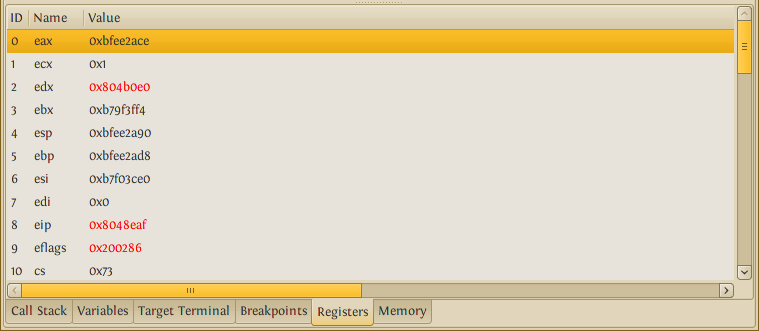 ID Name Value
0 eax 0xbfee2ace
1 ecx 0x1
2 edx 0x804b0e0
3 ebx 0xb79f3ff4
4 esp 0xbfee2a90
5 ebp 0xbfee2ad8
6 esi 0xb7f03ce0
7 edi 0x0
8 eip 0x8048eaf
9 eflags 0x200286
10 cs 0x73
Call Stack Variables Target Terminal Breakpoints Registers Memory